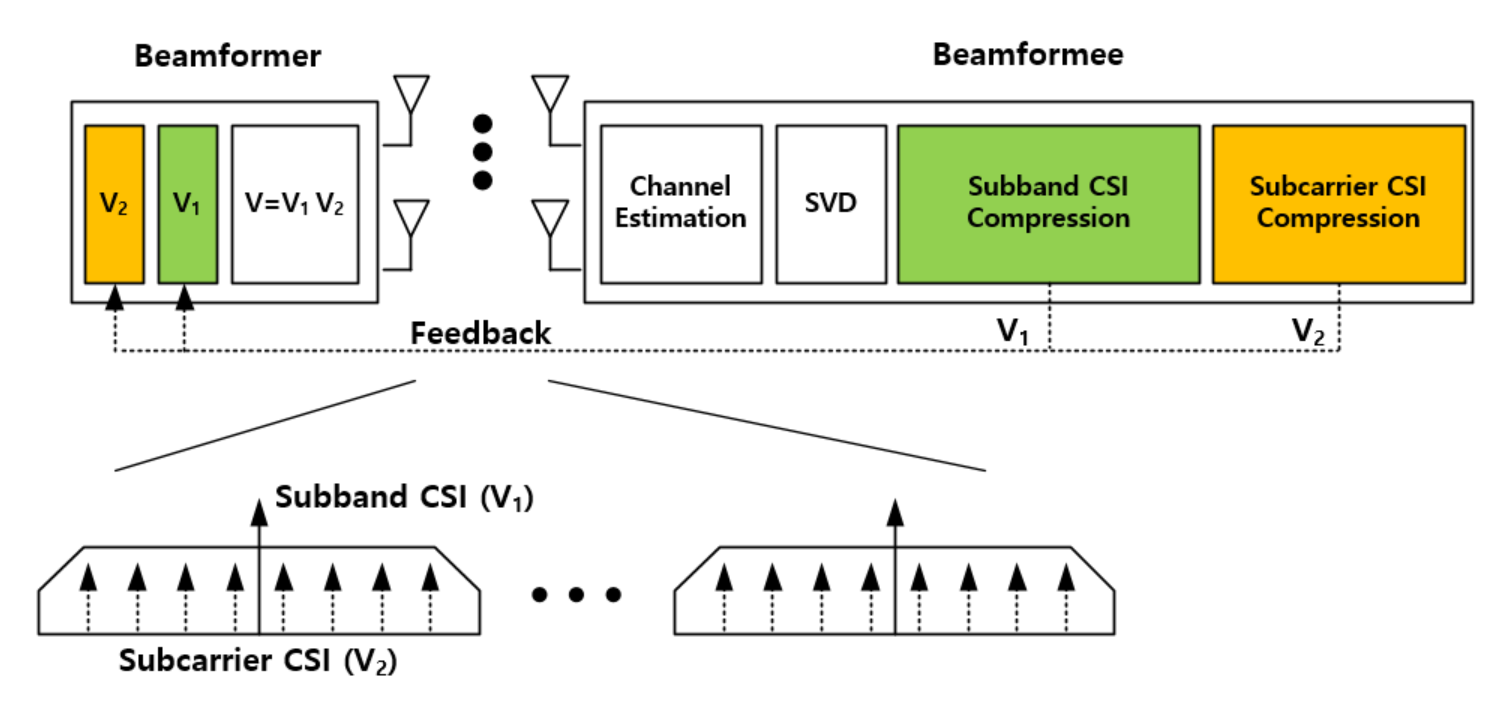 Beamformer
Beamformee
V₂
V₁
V=V₁ V₂
Channel
Estimation
SVD
Subband CSI
Compression
Subcarrier CSI
Compression
Feedback
V₁
V₂
Subband CSI (V₁)
Subcarrier CSI (V₂)